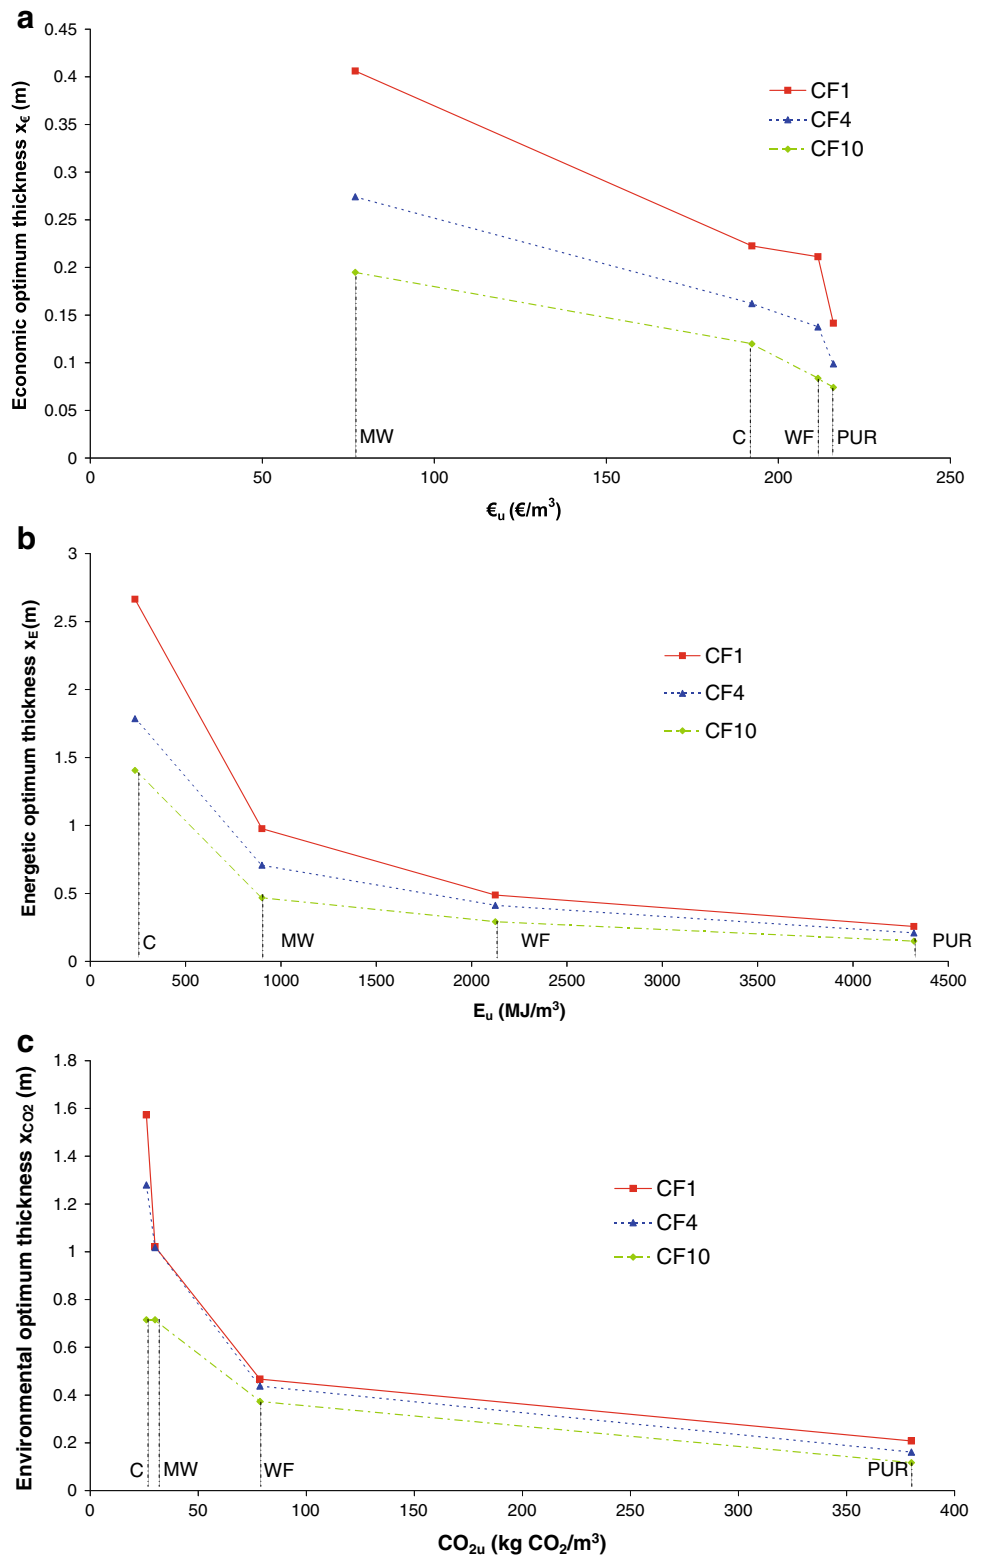 a
0.45
0.4
0.35
0.3
0.25
0.2
0.15
0.1
0.05
0
Economic optimum thickness x€ (m)
CF1
CF4
CF10
MW
C
WF
PUR
0
50
100
150
200
250
€u (€/m³)
b
3
2.5
2
1.5
1
0.5
0
Energetic optimum thickness xE(m)
CF1
CF4
CF10
C
MW
WF
PUR
0
500
1000
1500
2000
2500
3000
3500
4000
4500
Eu (MJ/m³)
c
1.8
1.6
1.4
1.2
1
0.8
0.6
0.4
0.2
0
Environmental optimum thickness xCO2 (m)
CF1
CF4
CF10
C
MW
WF
PUR
0
50
100
150
200
250
300
350
400
CO2u (kg CO2/m³)